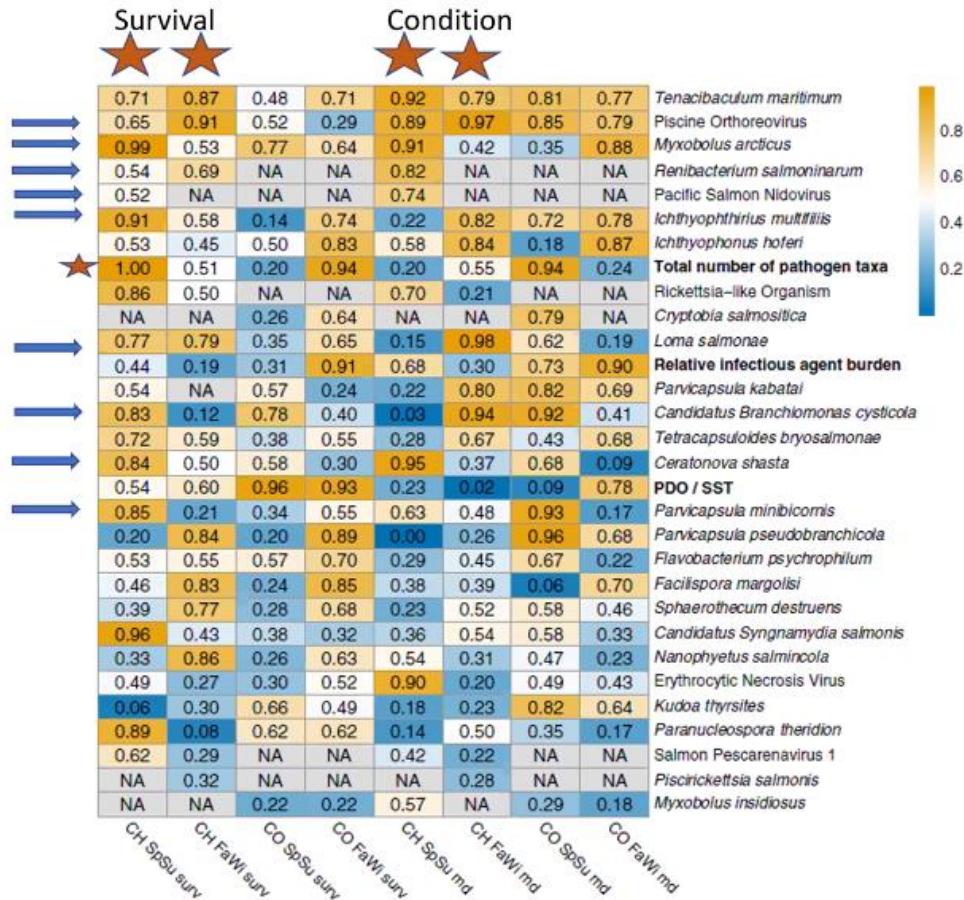 Survival Condition
0.71 0.87 0.48 0.71 0.92 0.79 0.81 0.77 Tenacibaculum maritimum
0.65 0.91 0.52 0.29 0.89 0.97 0.85 0.79 Piscine Orthoreovirus
0.99 0.53 0.77 0.64 0.91 0.42 0.35 0.88 Myxobolus arcticus
0.54 0.69 NA NA 0.82 NA NA NA Renibacterium salmoninarum
0.52 NA NA NA 0.74 NA NA NA Pacific Salmon Nidovirus
0.91 0.58 0.14 0.74 0.22 0.82 0.72 0.78 Ichthyophthirius multifiliis
0.53 0.45 0.50 0.83 0.58 0.84 0.18 0.87 Ichthyophonus hoferi
1.00 0.51 0.20 0.94 0.20 0.55 0.94 0.24 Total number of pathogen taxa
0.86 0.50 NA NA 0.70 0.21 NA NA Rickettsia-like Organism
NA NA 0.26 0.64 NA NA 0.79 NA Cryptobia salmositica
0.77 0.79 0.35 0.65 0.15 0.98 0.62 0.19 Loma salmonae
0.44 0.19 0.31 0.91 0.68 0.30 0.73 0.90 Relative infectious agent burden
0.54 NA 0.57 0.24 0.22 0.80 0.82 0.69 Parvicapsula kabatai
0.83 0.12 0.78 0.40 0.03 0.94 0.92 0.41 Candidatus Branchiomonas cysticola
0.72 0.59 0.38 0.55 0.28 0.67 0.43 0.68 Tetracapsuloides bryosalmonae
0.84 0.50 0.58 0.30 0.95 0.37 0.68 0.09 Ceratonova shasta
0.54 0.60 0.96 0.93 0.23 0.02 0.09 0.78 PDO / SST
0.85 0.21 0.34 0.55 0.63 0.48 0.93 0.17 Parvicapsula minibicornis
0.20 0.84 0.20 0.89 0.00 0.26 0.96 0.68 Parvicapsula pseudobranchicola
0.53 0.55 0.57 0.70 0.29 0.45 0.67 0.22 Flavobacterium psychrophilum
0.46 0.83 0.24 0.85 0.38 0.39 0.06 0.70 Facilispora margolisi
0.39 0.77 0.28 0.68 0.23 0.52 0.58 0.46 Sphaerothecum destruens
0.96 0.43 0.38 0.32 0.36 0.54 0.58 0.33 Candidatus Syngnamydia salmonis
0.33 0.86 0.26 0.63 0.54 0.31 0.47 0.23 Nanophyetus salmincola
0.49 0.27 0.30 0.52 0.90 0.20 0.49 0.43 Erythrocytic Necrosis Virus
0.06 0.30 0.66 0.49 0.18 0.23 0.82 0.64 Kudoa thyrsites
0.89 0.08 0.62 0.62 0.14 0.50 0.35 0.17 Paranucleospora theridion
0.62 0.29 NA NA 0.42 0.22 NA NA Salmon Pescarenavirus 1
NA 0.32 NA NA NA 0.28 NA NA Piscirickettsia salmonis
NA NA 0.22 0.22 0.57 NA 0.29 0.18 Myxobolus insidiosus
CH SpSu surv
CH FaWi surv
CO SpSu surv
CO FaWi surv
CH SpSu md
CH FaWi md
CO SpSu md
CO FaWi md
0.8
0.6
0.4
0.2